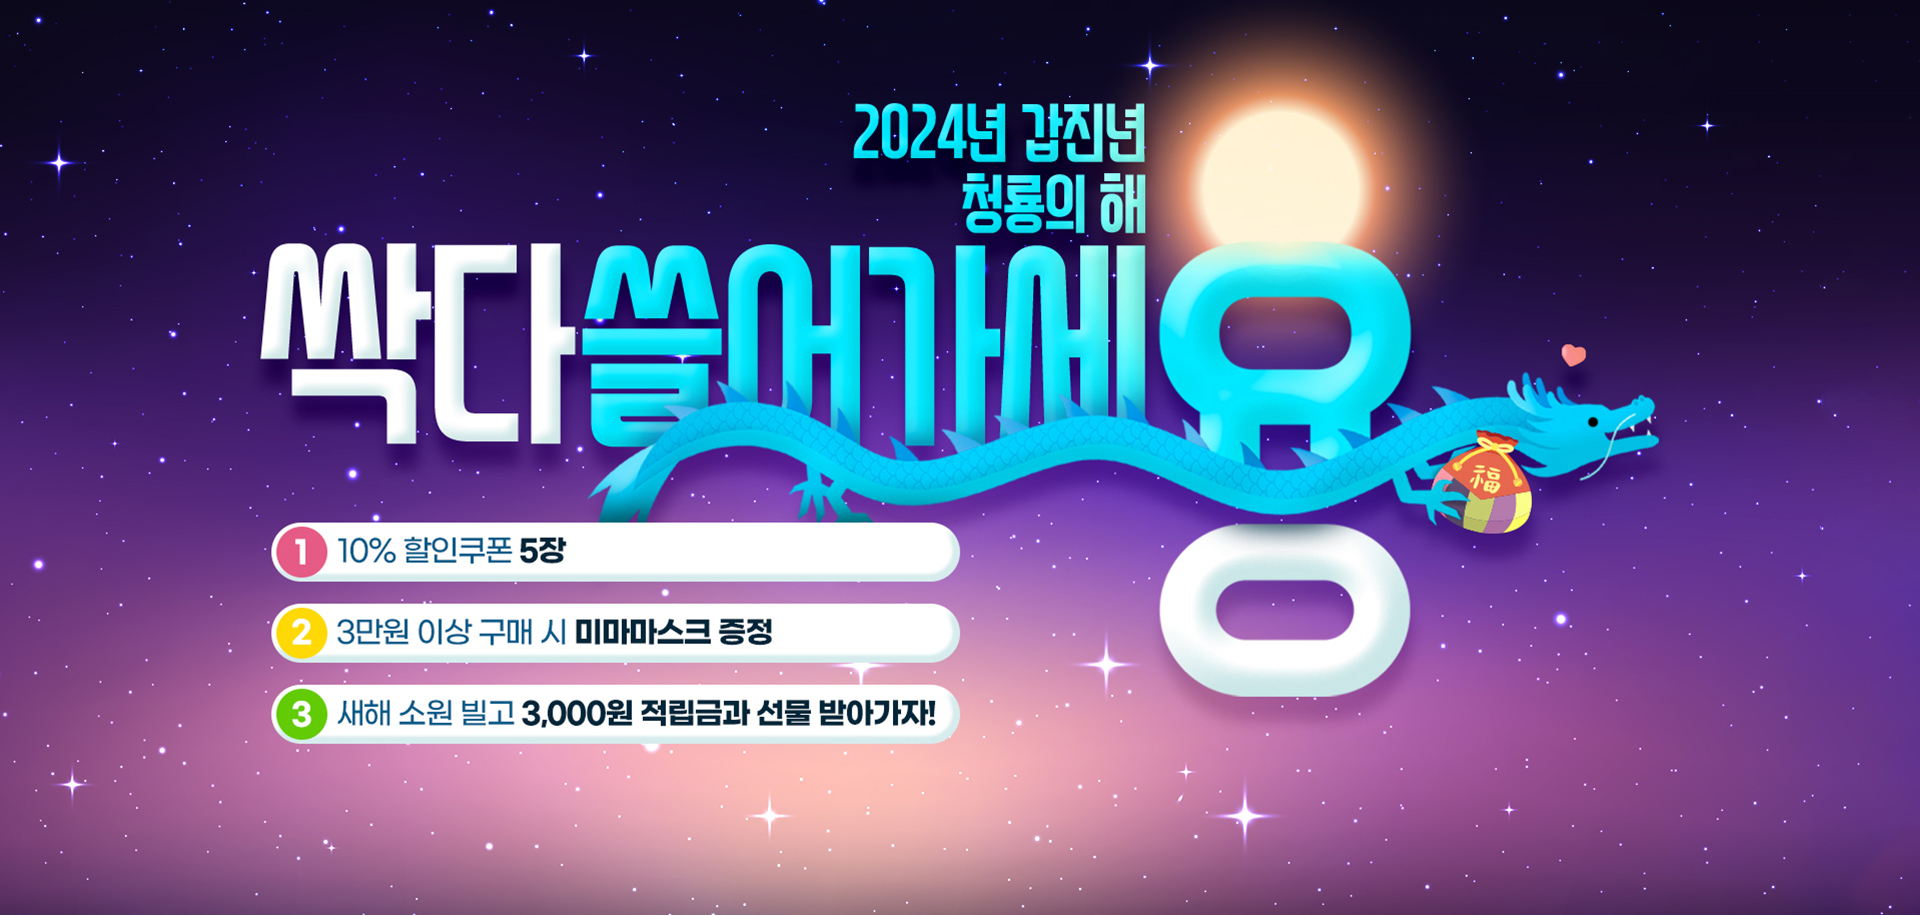 2024년 갑진년
청룡의 해
싹다쓸어가세용
福
1 10% 할인쿠폰 5장
2 3만원 이상 구매 시 미마마스크 증정
3 새해 소원 빌고 3,000원 적립금과 선물 받아가자!